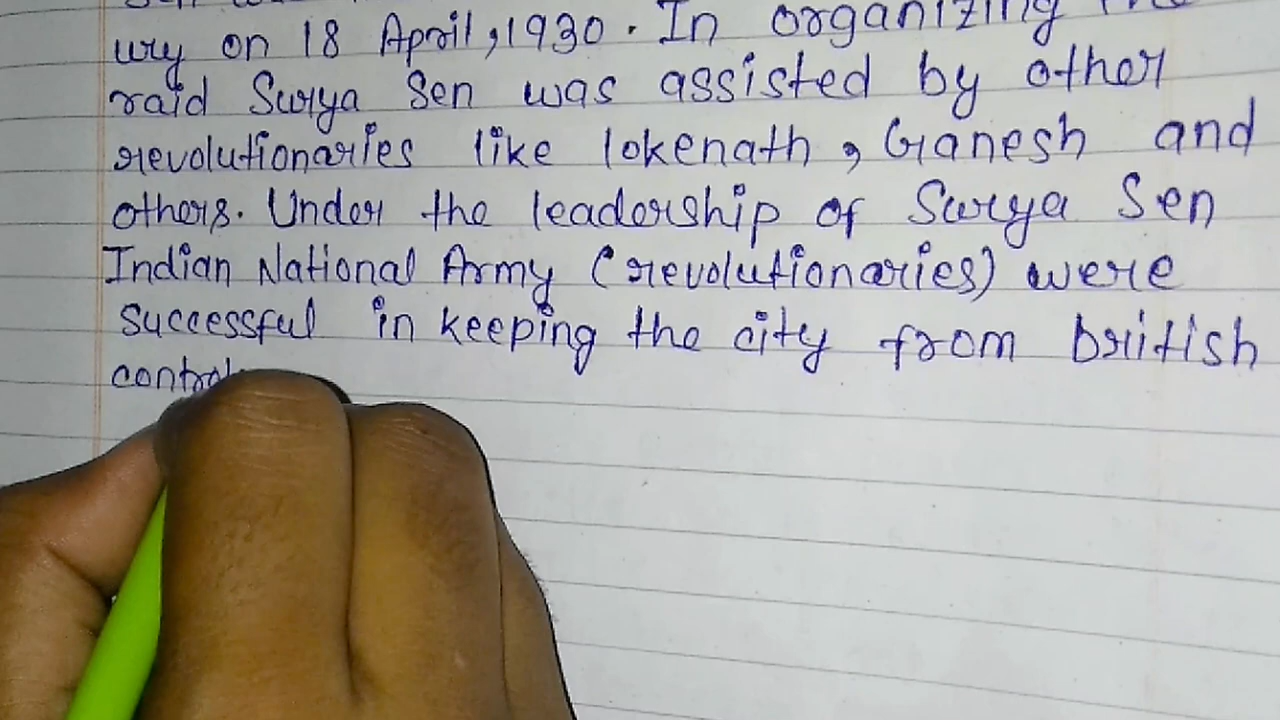 ury on 18 April, 1930. In organizing the
raid Surya Sen was assisted by other
revolutionaries like lokenath, Ganesh and
others. Under the leadership of Surya Sen
Indian National Army (revolutionaries) were
successful in keeping the city from british
control